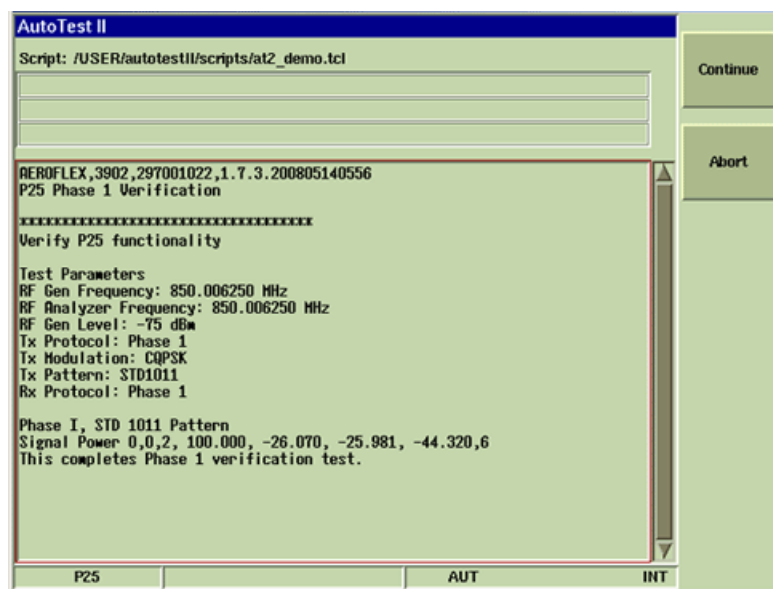 AutoTest II
Script: /USER/autotestII/scripts/at2_demo.tcl
Continue
Abort
AEROFLEX,3902,297001022,1.7.3.200805140556
P25 Phase 1 Verification
***********************************
Verify P25 functionality
Test Parameters
RF Gen Frequency: 850.006250 MHz
RF Analyzer Frequency: 850.006250 MHz
RF Gen Level: -75 dBm
Tx Protocol: Phase 1
Tx Modulation: CQPSK
Tx Pattern: STD1011
Rx Protocol: Phase 1
Phase I, STD 1011 Pattern
Signal Power 0,0,2, 100.000, -26.070, -25.981, -44.320,6
This completes Phase 1 verification test.
P25 AUT INT